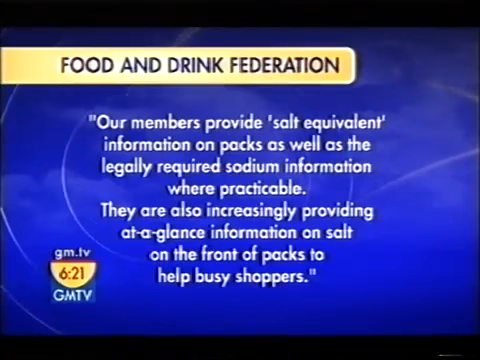 FOOD AND DRINK FEDERATION
"Our members provide 'salt equivalent'
information on packs as well as the
legally required sodium information
where practicable.
They are also increasingly providing
at-a-glance information on salt
on the front of packs to
help busy shoppers."
gm.tv
6:21
GMTV